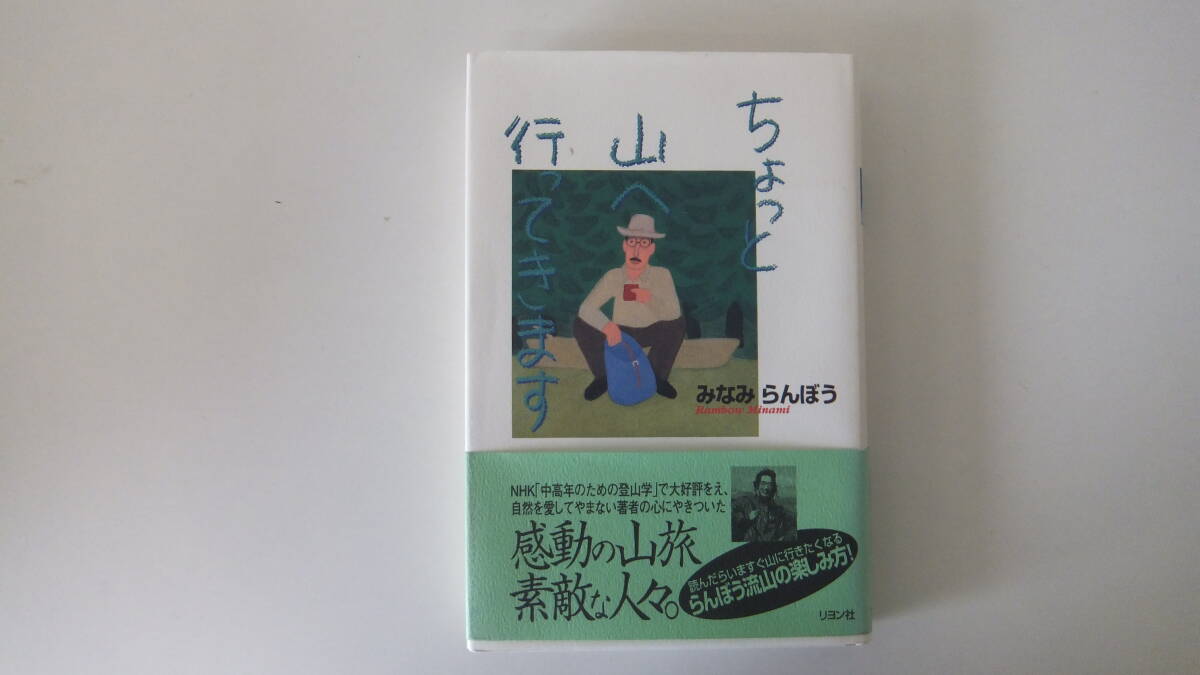 ちょっと
山へ
行ってきます
みなみ らんぼう
Rambow Minami
NHK「中高年のための登山学」で大好評をえ、
自然を愛してやまない著者の心にやきついた
感動の山旅
素敵な人々。
読んだらいますぐ山に行きたくなる
らんぼう流山の楽しみ方!
リヨン社